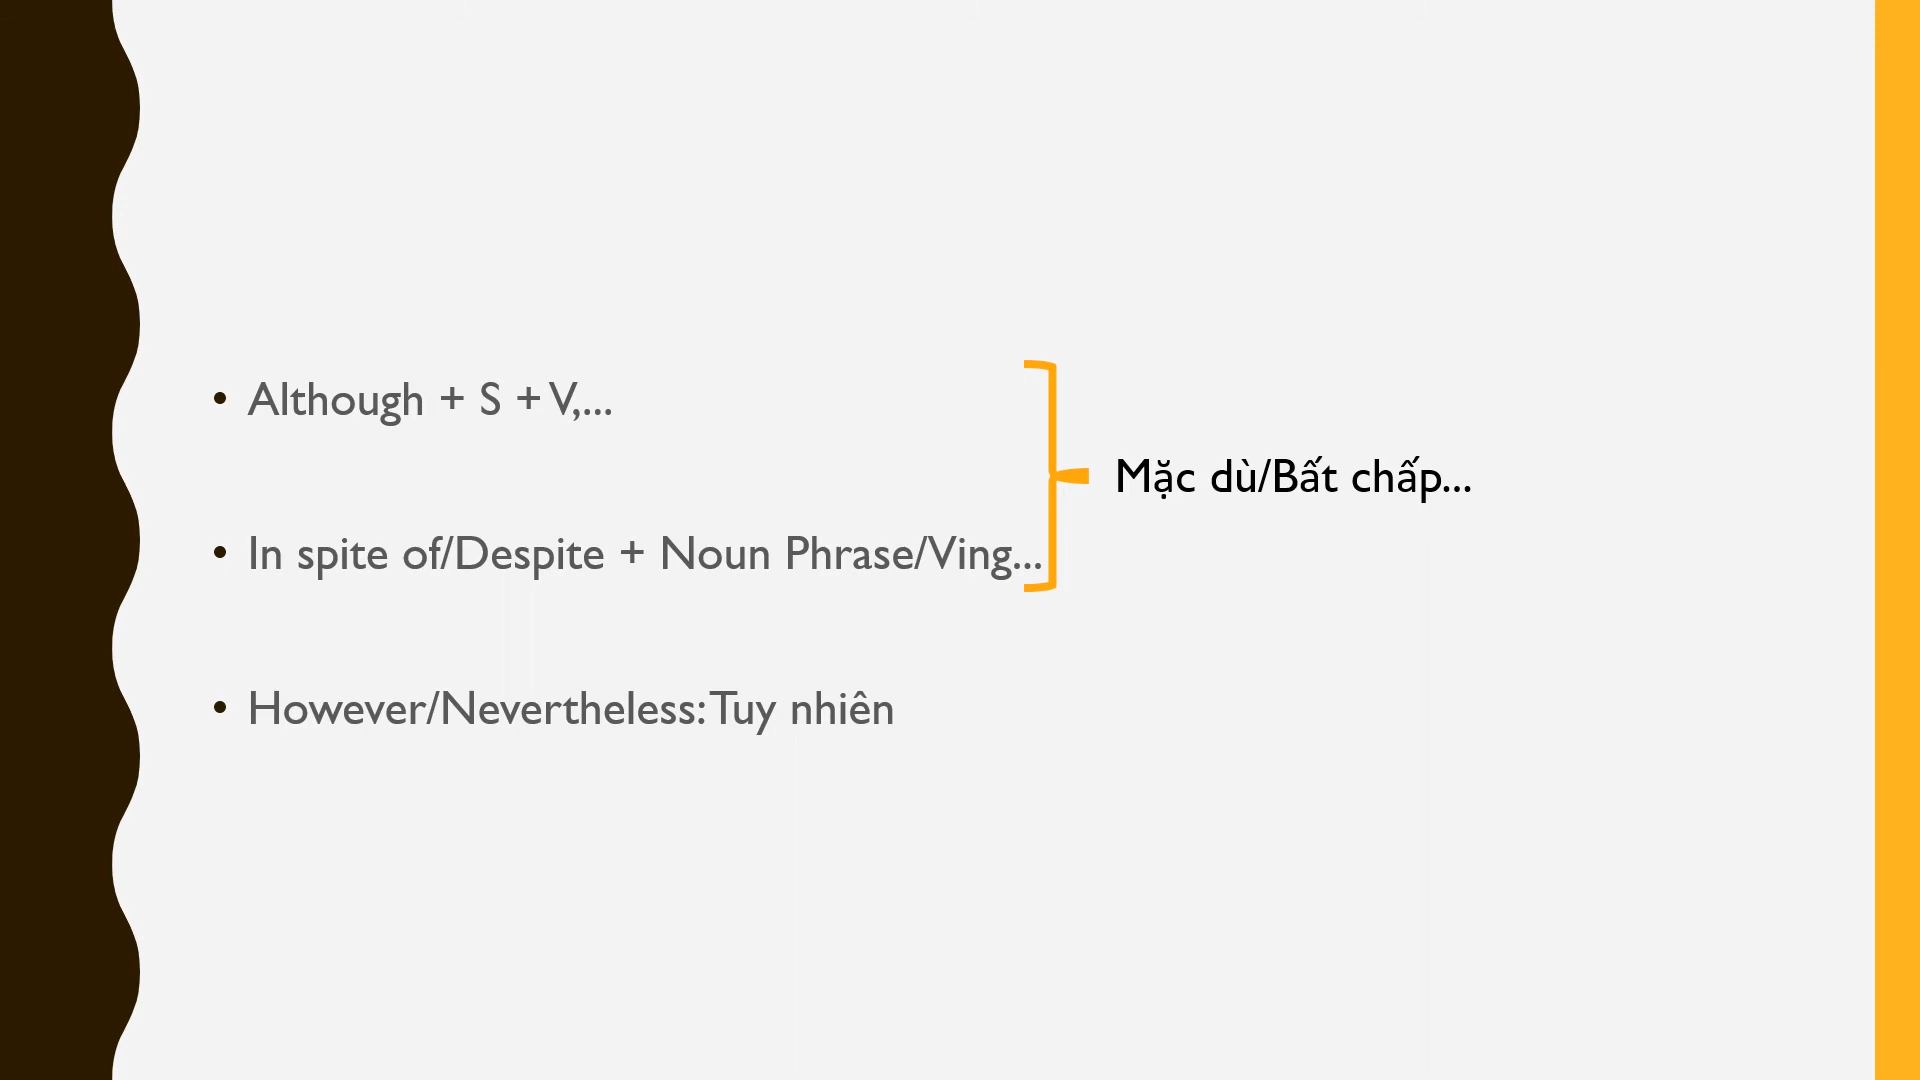 • Although + S + V,...
Mặc dù/Bất chấp...
• In spite of/Despite + Noun Phrase/Ving...
• However/Nevertheless: Tuy nhiên